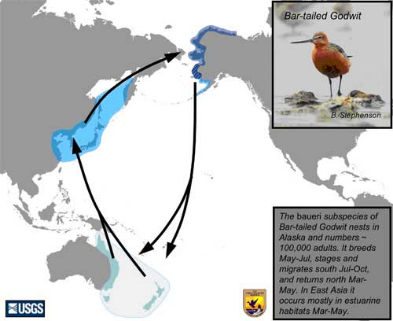 Bar-tailed Godwit
B. Stephenson
The baueri subspecies of
Bar-tailed Godwit nests in
Alaska and numbers ~
100,000 adults. It breeds
May-Jul, stages and
migrates south Jul-Oct,
and returns north Mar-
May. In East Asia it
occurs mostly in estuarine
habitats Mar-May.
USGS